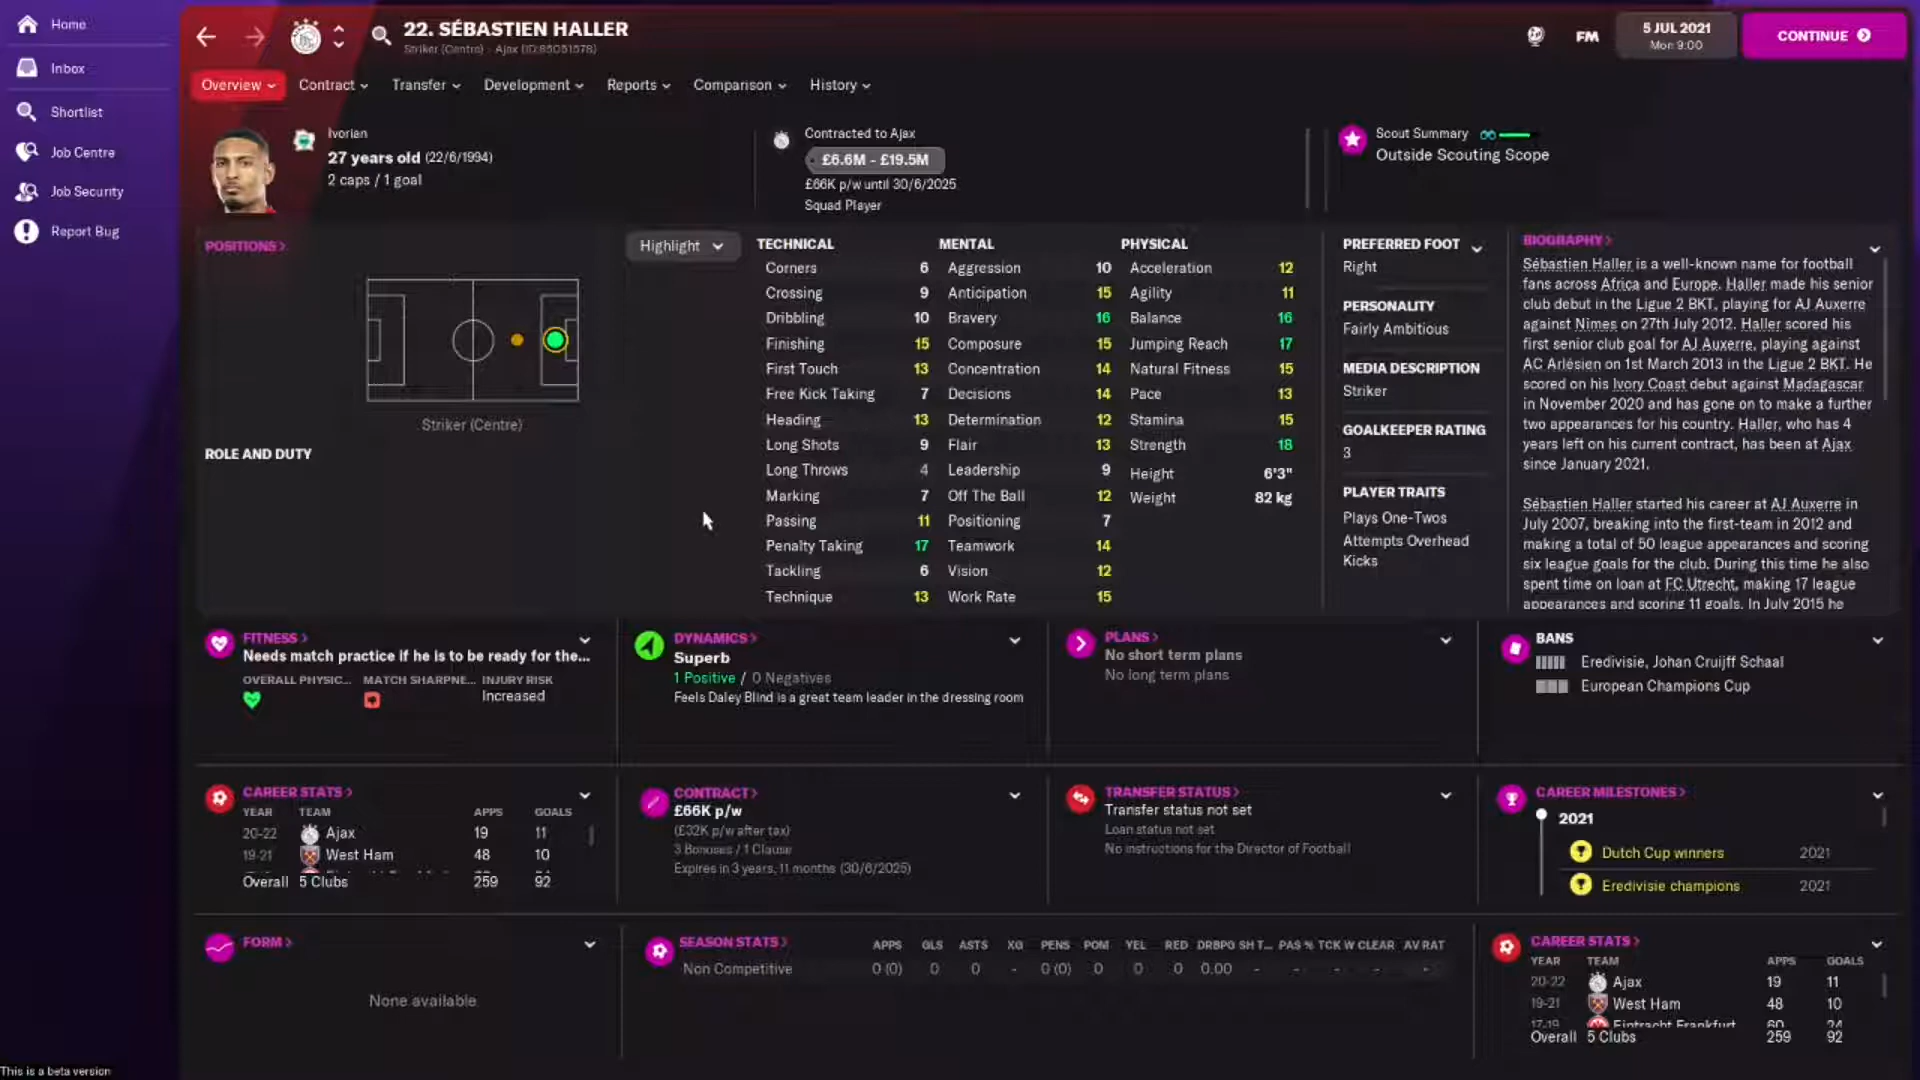 Home
Inbox
Shortlist
Job Centre
Job Security
Report Bug
22. SÉBASTIEN HALLER
Striker (Centre) - Ajax (ID:85051578)
FM
5 JUL 2021
Mon 9:00
CONTINUE
Overview
Contract
Transfer
Development
Reports
Comparison
History
Ivorian
27 years old (22/6/1994)
2 caps / 1 goal
Contracted to Ajax
£6.6M - £19.5M
£66K p/w until 30/6/2025
Squad Player
Scout Summary
Outside Scouting Scope
POSITIONS >
Striker (Centre)
ROLE AND DUTY
Highlight
TECHNICAL
Corners 6
Crossing 9
Dribbling 10
Finishing 15
First Touch 13
Free Kick Taking 7
Heading 13
Long Shots 9
Long Throws 4
Marking 7
Passing 11
Penalty Taking 17
Tackling 6
Technique 13
MENTAL
Aggression 10
Anticipation 15
Bravery 16
Composure 15
Concentration 14
Decisions 14
Determination 12
Flair 13
Leadership 9
Off The Ball 12
Positioning 7
Teamwork 14
Vision 12
Work Rate 15
PHYSICAL
Acceleration 12
Agility 11
Balance 16
Jumping Reach 17
Natural Fitness 15
Pace 13
Stamina 15
Strength 18
Height 6'3"
Weight 82 kg
PREFERRED FOOT
Right
PERSONALITY
Fairly Ambitious
MEDIA DESCRIPTION
Striker
GOALKEEPER RATING
3
PLAYER TRAITS
Plays One-Twos
Attempts Overhead
Kicks
BIOGRAPHY >
Sébastien Haller is a well-known name for football
fans across Africa and Europe. Haller made his senior
club debut in the Ligue 2 BKT, playing for AJ Auxerre
against Nimes on 27th July 2012. Haller scored his
first senior club goal for AJ Auxerre, playing against
AC Arlésien on 1st March 2013 in the Ligue 2 BKT. He
scored on his Ivory Coast debut against Madagascar
in November 2020 and has gone on to make a further
two appearances for his country. Haller, who has 4
years left on his current contract, has been at Ajax
since January 2021.
Sébastien Haller started his career at AJ Auxerre in
July 2007, breaking into the first-team in 2012 and
making a total of 50 league appearances and scoring
six league goals for the club. During this time he also
spent time on loan at FC Utrecht, making 17 league
appearances and scoring 11 goals. In July 2015 he
FITNESS >
Needs match practice if he is to be ready for the...
OVERALL PHYSIC... MATCH SHARPNE... INJURY RISK
Increased
DYNAMICS >
Superb
1 Positive / 0 Negatives
Feels Daley Blind is a great team leader in the dressing room
PLANS >
No short term plans
No long term plans
BANS
Eredivisie, Johan Cruijff Schaal
European Champions Cup
CAREER STATS >
YEAR TEAM APPS GOALS
20-22 Ajax 19 11
19-21 West Ham 48 10
Overall 5 Clubs 259 92
CONTRACT >
£66K p/w
(£32K p/w after tax)
3 Bonuses / 1 Clause
Expires in 3 years, 11 months (30/6/2025)
TRANSFER STATUS >
Transfer status not set
Loan status not set
No instructions for the Director of Football
CAREER MILESTONES >
2021
Dutch Cup winners 2021
Eredivisie champions 2021
FORM >
None available
SEASON STATS >
APPS GLS ASTS XG PENS POM YEL RED DRBPG SH T... PAS % TCK W CLEAR AV RAT
Non Competitive 0 (0) 0 0 - 0 (0) 0 0 0 0.00 - - - - -
CAREER STATS >
YEAR TEAM APPS GOALS
20-22 Ajax 19 11
19-21 West Ham 48 10
17-19 Eintracht Frankfurt 60 24
Overall 5 Clubs 259 92
This is a beta version